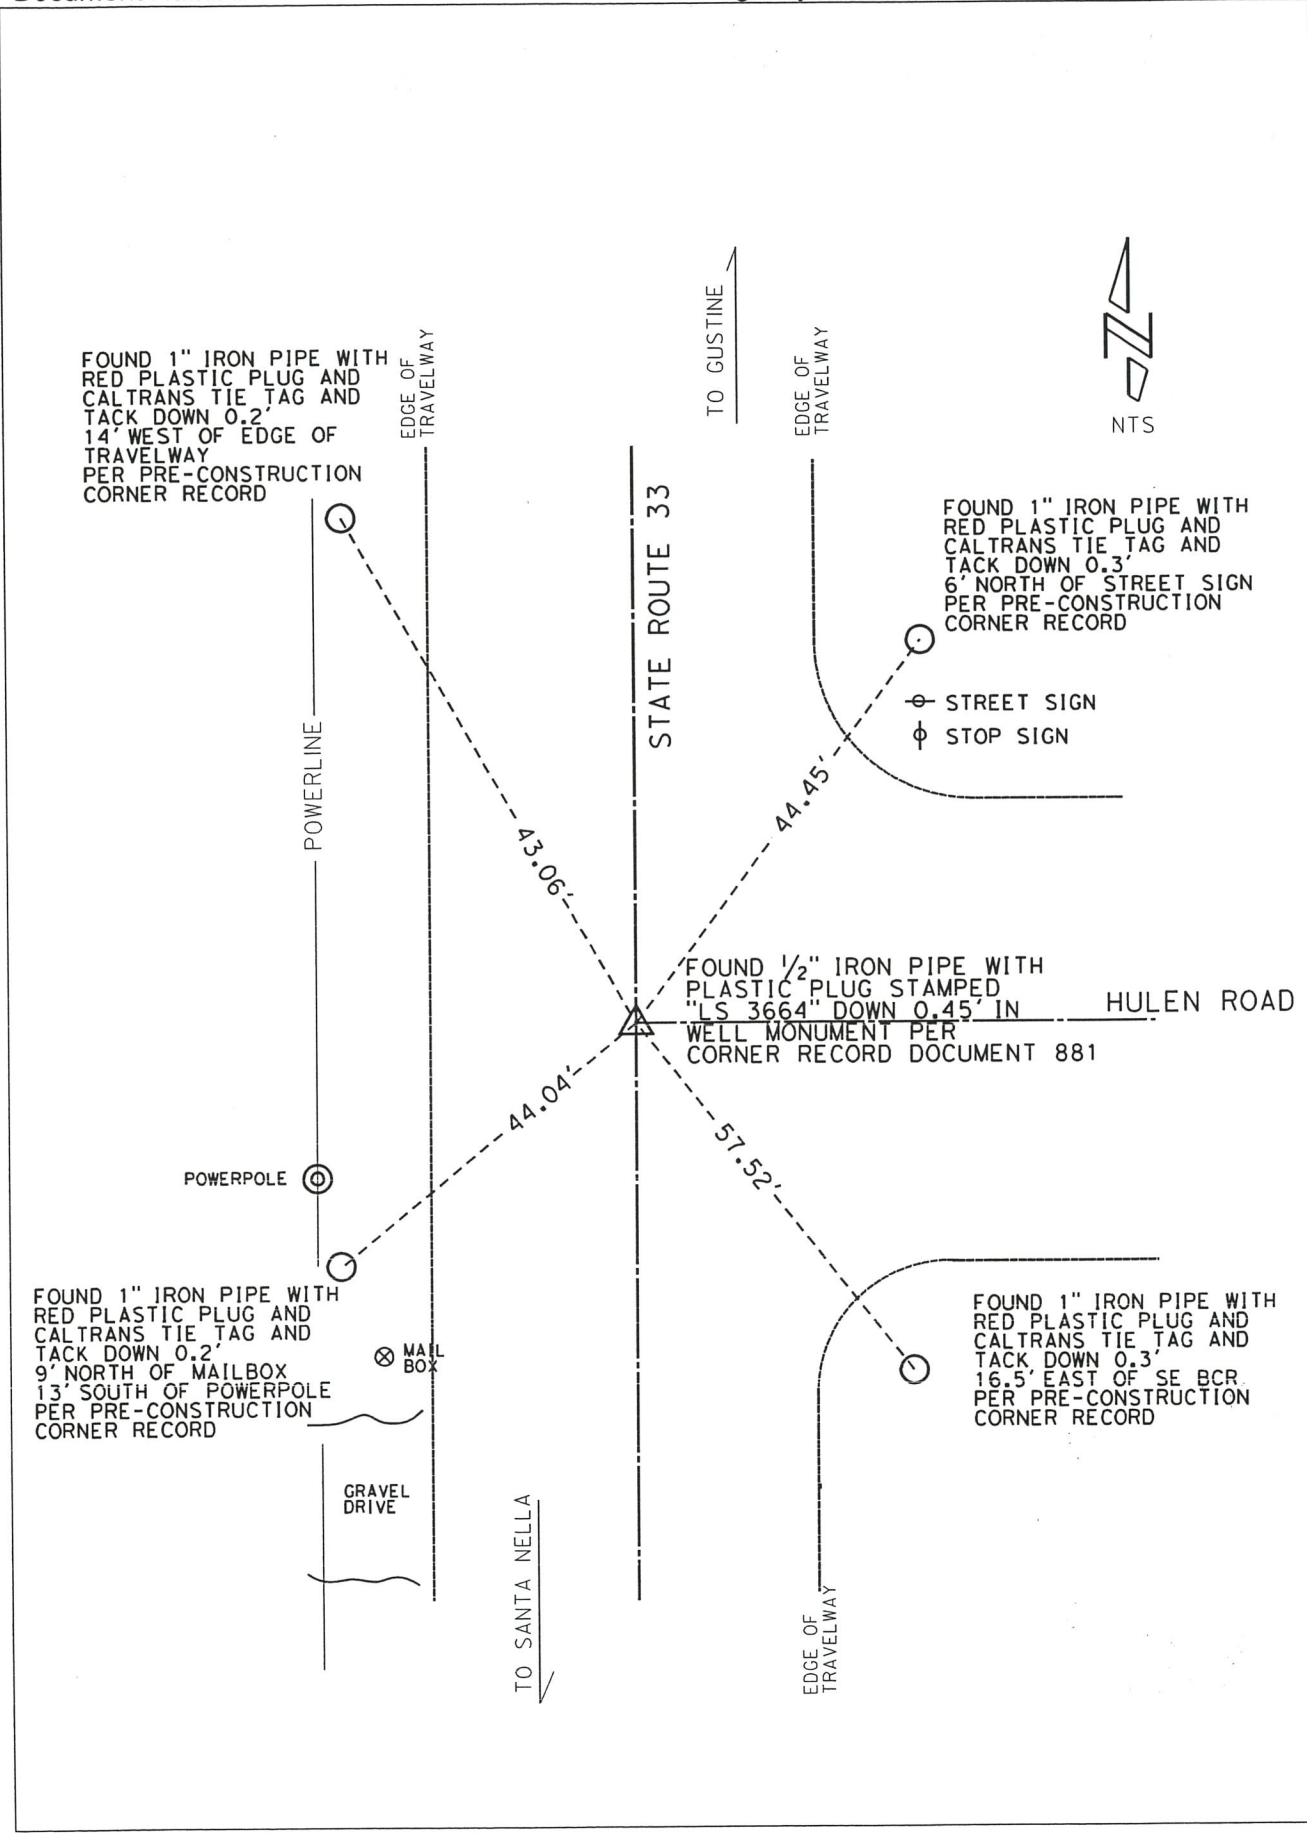 TO GUSTINE
NTS
FOUND 1" IRON PIPE WITH
RED PLASTIC PLUG AND
CALTRANS TIE TAG AND
TACK DOWN 0.2'
14' WEST OF EDGE OF
TRAVELWAY
PER PRE-CONSTRUCTION
CORNER RECORD
EDGE OF
TRAVELWAY
EDGE OF
TRAVELWAY
STATE ROUTE 33
FOUND 1" IRON PIPE WITH
RED PLASTIC PLUG AND
CALTRANS TIE TAG AND
TACK DOWN 0.3'
6' NORTH OF STREET SIGN
PER PRE-CONSTRUCTION
CORNER RECORD
STREET SIGN
STOP SIGN
POWERLINE
43.06'
44.45'
FOUND 1/2" IRON PIPE WITH
PLASTIC PLUG STAMPED
"LS 3664" DOWN 0.45' IN
WELL MONUMENT PER
CORNER RECORD DOCUMENT 881
HULEN ROAD
44.04'
57.52'
POWERPOLE
FOUND 1" IRON PIPE WITH
RED PLASTIC PLUG AND
CALTRANS TIE TAG AND
TACK DOWN 0.2'
9' NORTH OF MAILBOX
13' SOUTH OF POWERPOLE
PER PRE-CONSTRUCTION
CORNER RECORD
MAIL
BOX
FOUND 1" IRON PIPE WITH
RED PLASTIC PLUG AND
CALTRANS TIE TAG AND
TACK DOWN 0.3'
16.5' EAST OF SE BCR
PER PRE-CONSTRUCTION
CORNER RECORD
GRAVEL
DRIVE
TO SANTA NELLA
EDGE OF
TRAVELWAY